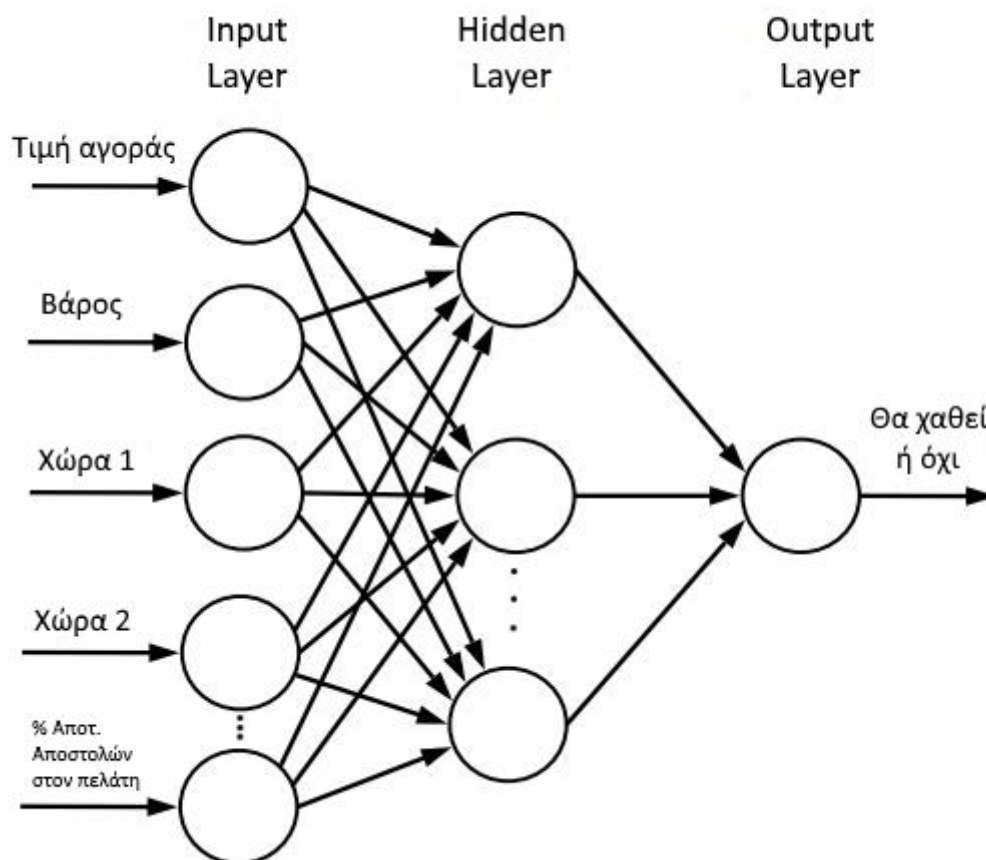 Input
Layer
Hidden
Layer
Output
Layer
Τιμή αγοράς
Βάρος
Χώρα 1
Χώρα 2
% Αποτ.
Αποστολών
στον πελάτη
Θα χαθεί
ή όχι